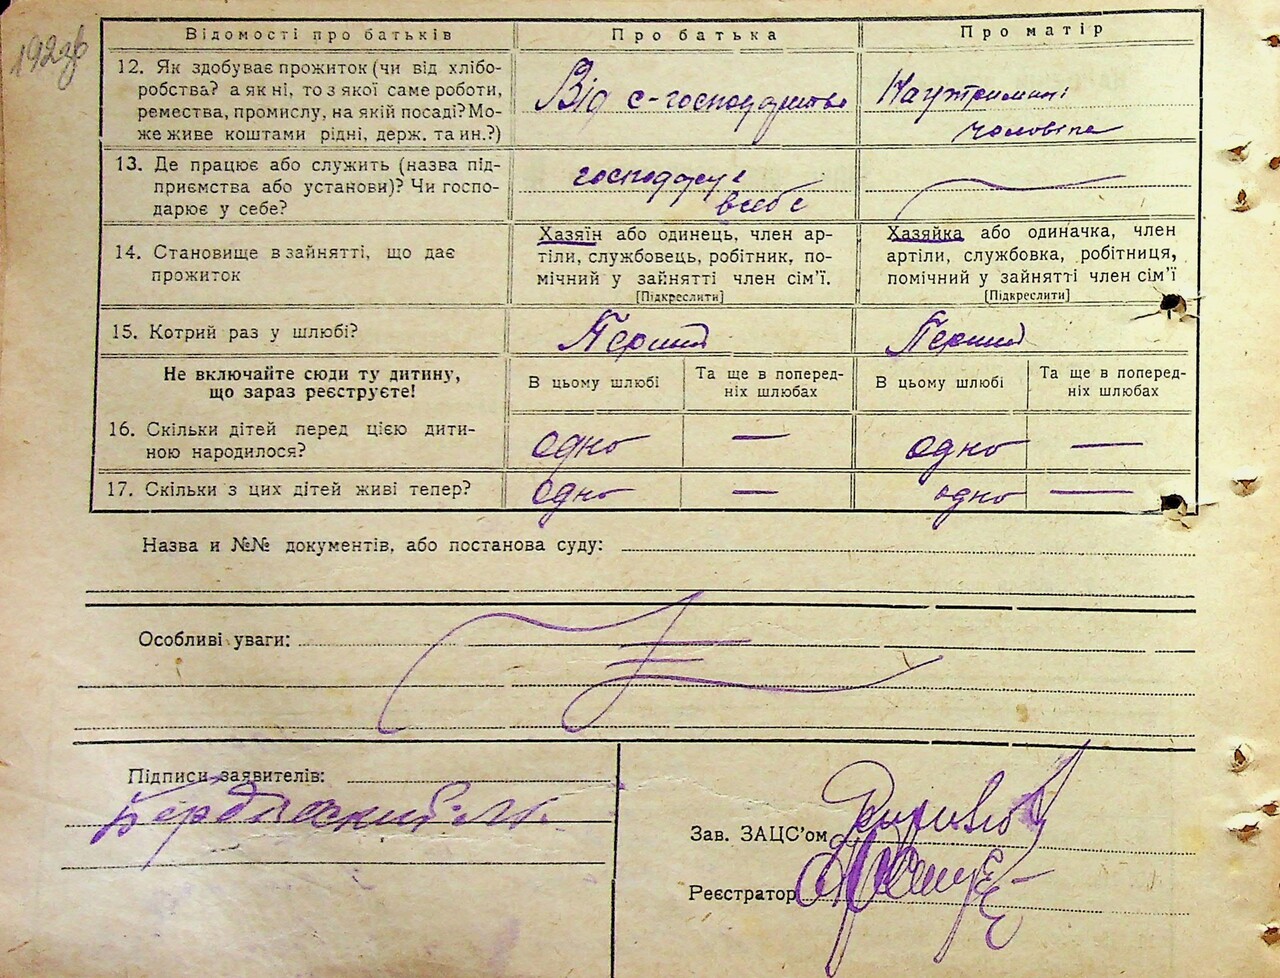 192зв
Відомості про батьків Про батька Про матір
12. Як здобуває прожиток (чи від хлібо-
робства? а як ні, то з якої саме роботи,
ремества, промислу, на якій посаді? Мо-
же живе коштами рідні, держ. та ин.?)
Від с-господарства
На утриманні
чоловіка
13. Де працює або служить (назва під-
приємства або установи)? Чи госпо-
дарює у себе?
господарує
в себе
14. Становище в зайнятті, що дає
прожиток
Хазяїн або одинець, член ар-
тіли, службовець, робітник, по-
мічний у зайнятті член сім'ї.
[Підкреслити]
Хазяйка або одиначка, член
артіли, службовка, робітниця,
помічний у зайнятті член сім'ї
[Підкреслити]
15. Котрий раз у шлюбі? Перший Перший
Не включайте сюди ту дитину,
що зараз реєструєте!
В цьому шлюбі
Та ще в поперед-
ніх шлюбах
В цьому шлюбі
Та ще в поперед-
ніх шлюбах
16. Скільки дітей перед цією дити-
ною народилося?
одно — одно —
17. Скільки з цих дітей живі тепер? одно — одно —
Назва и №№ документів, або постанова суду:
Особливі уваги:
Підписи заявителів:
Зав. ЗАЦС'ом
Реєстратор